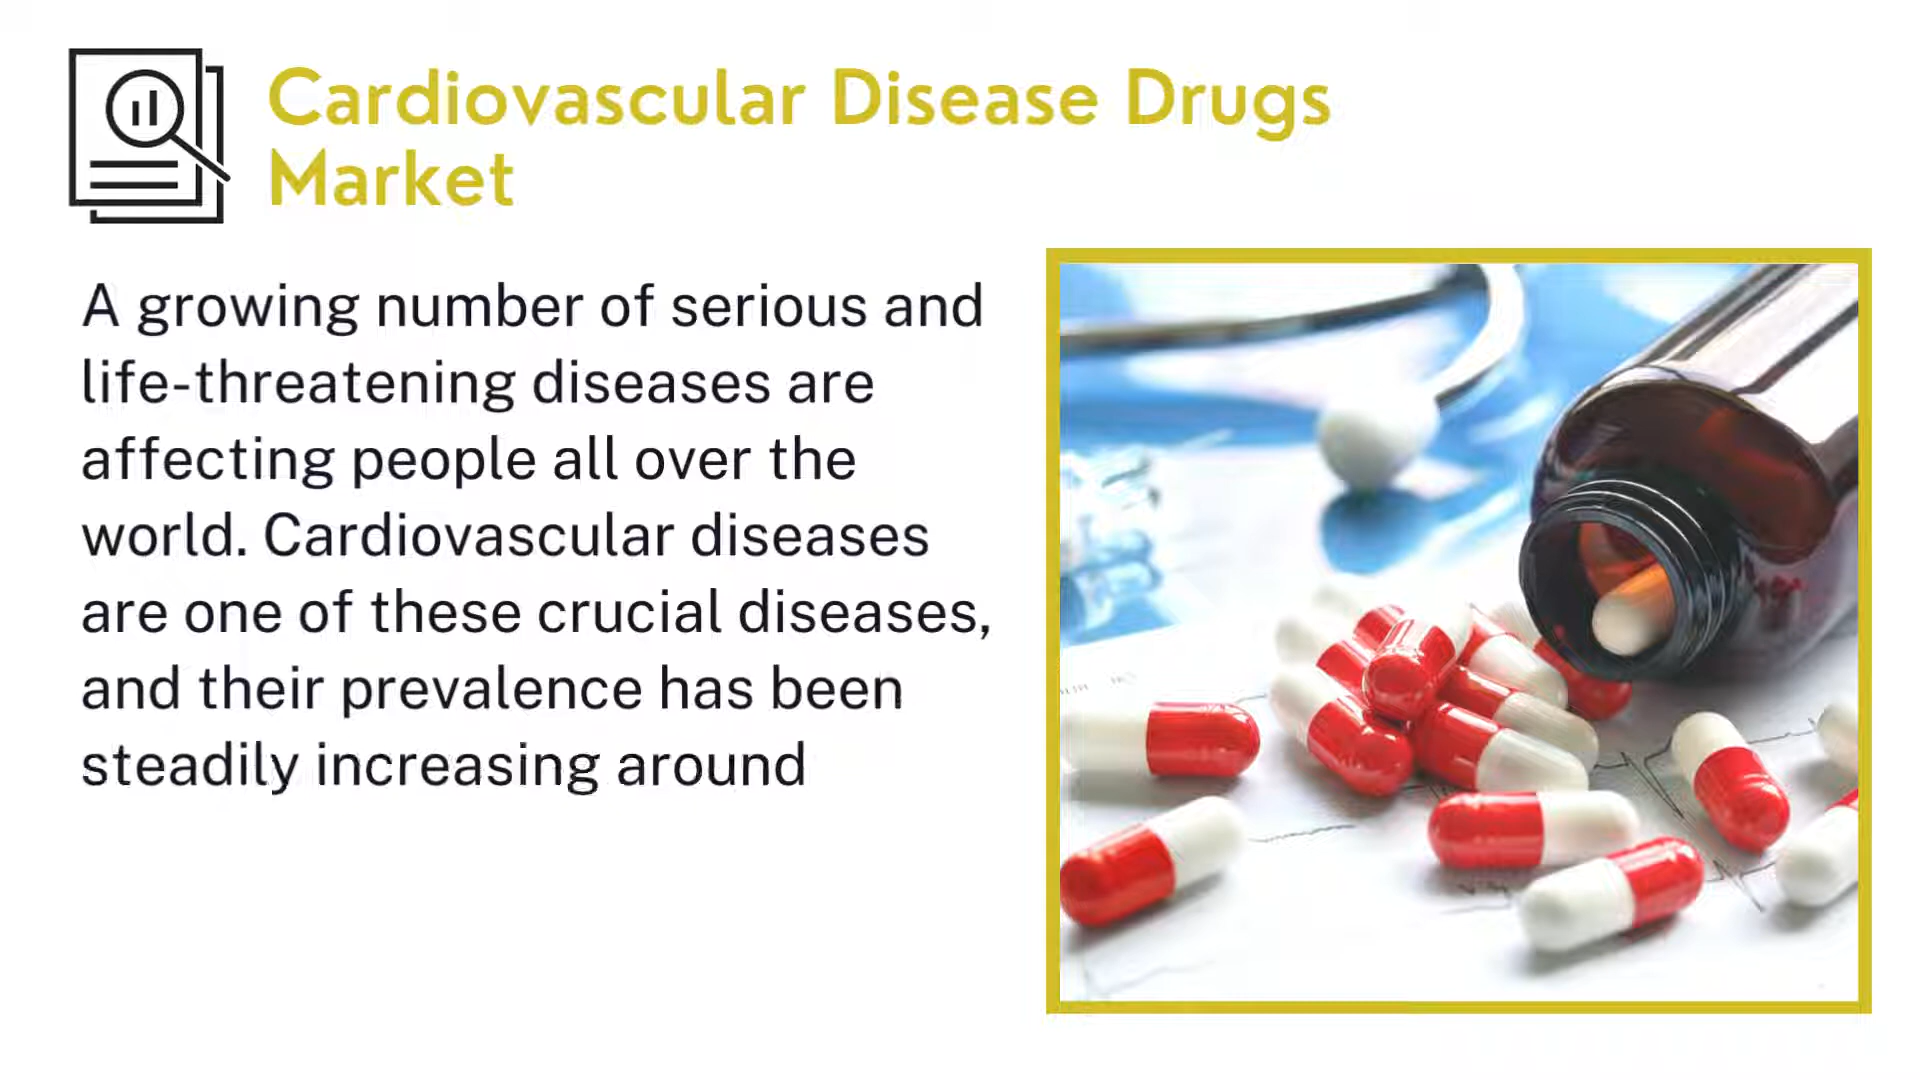 Cardiovascular Disease Drugs
Market
A growing number of serious and
life-threatening diseases are
affecting people all over the
world. Cardiovascular diseases
are one of these crucial diseases,
and their prevalence has been
steadily increasing around